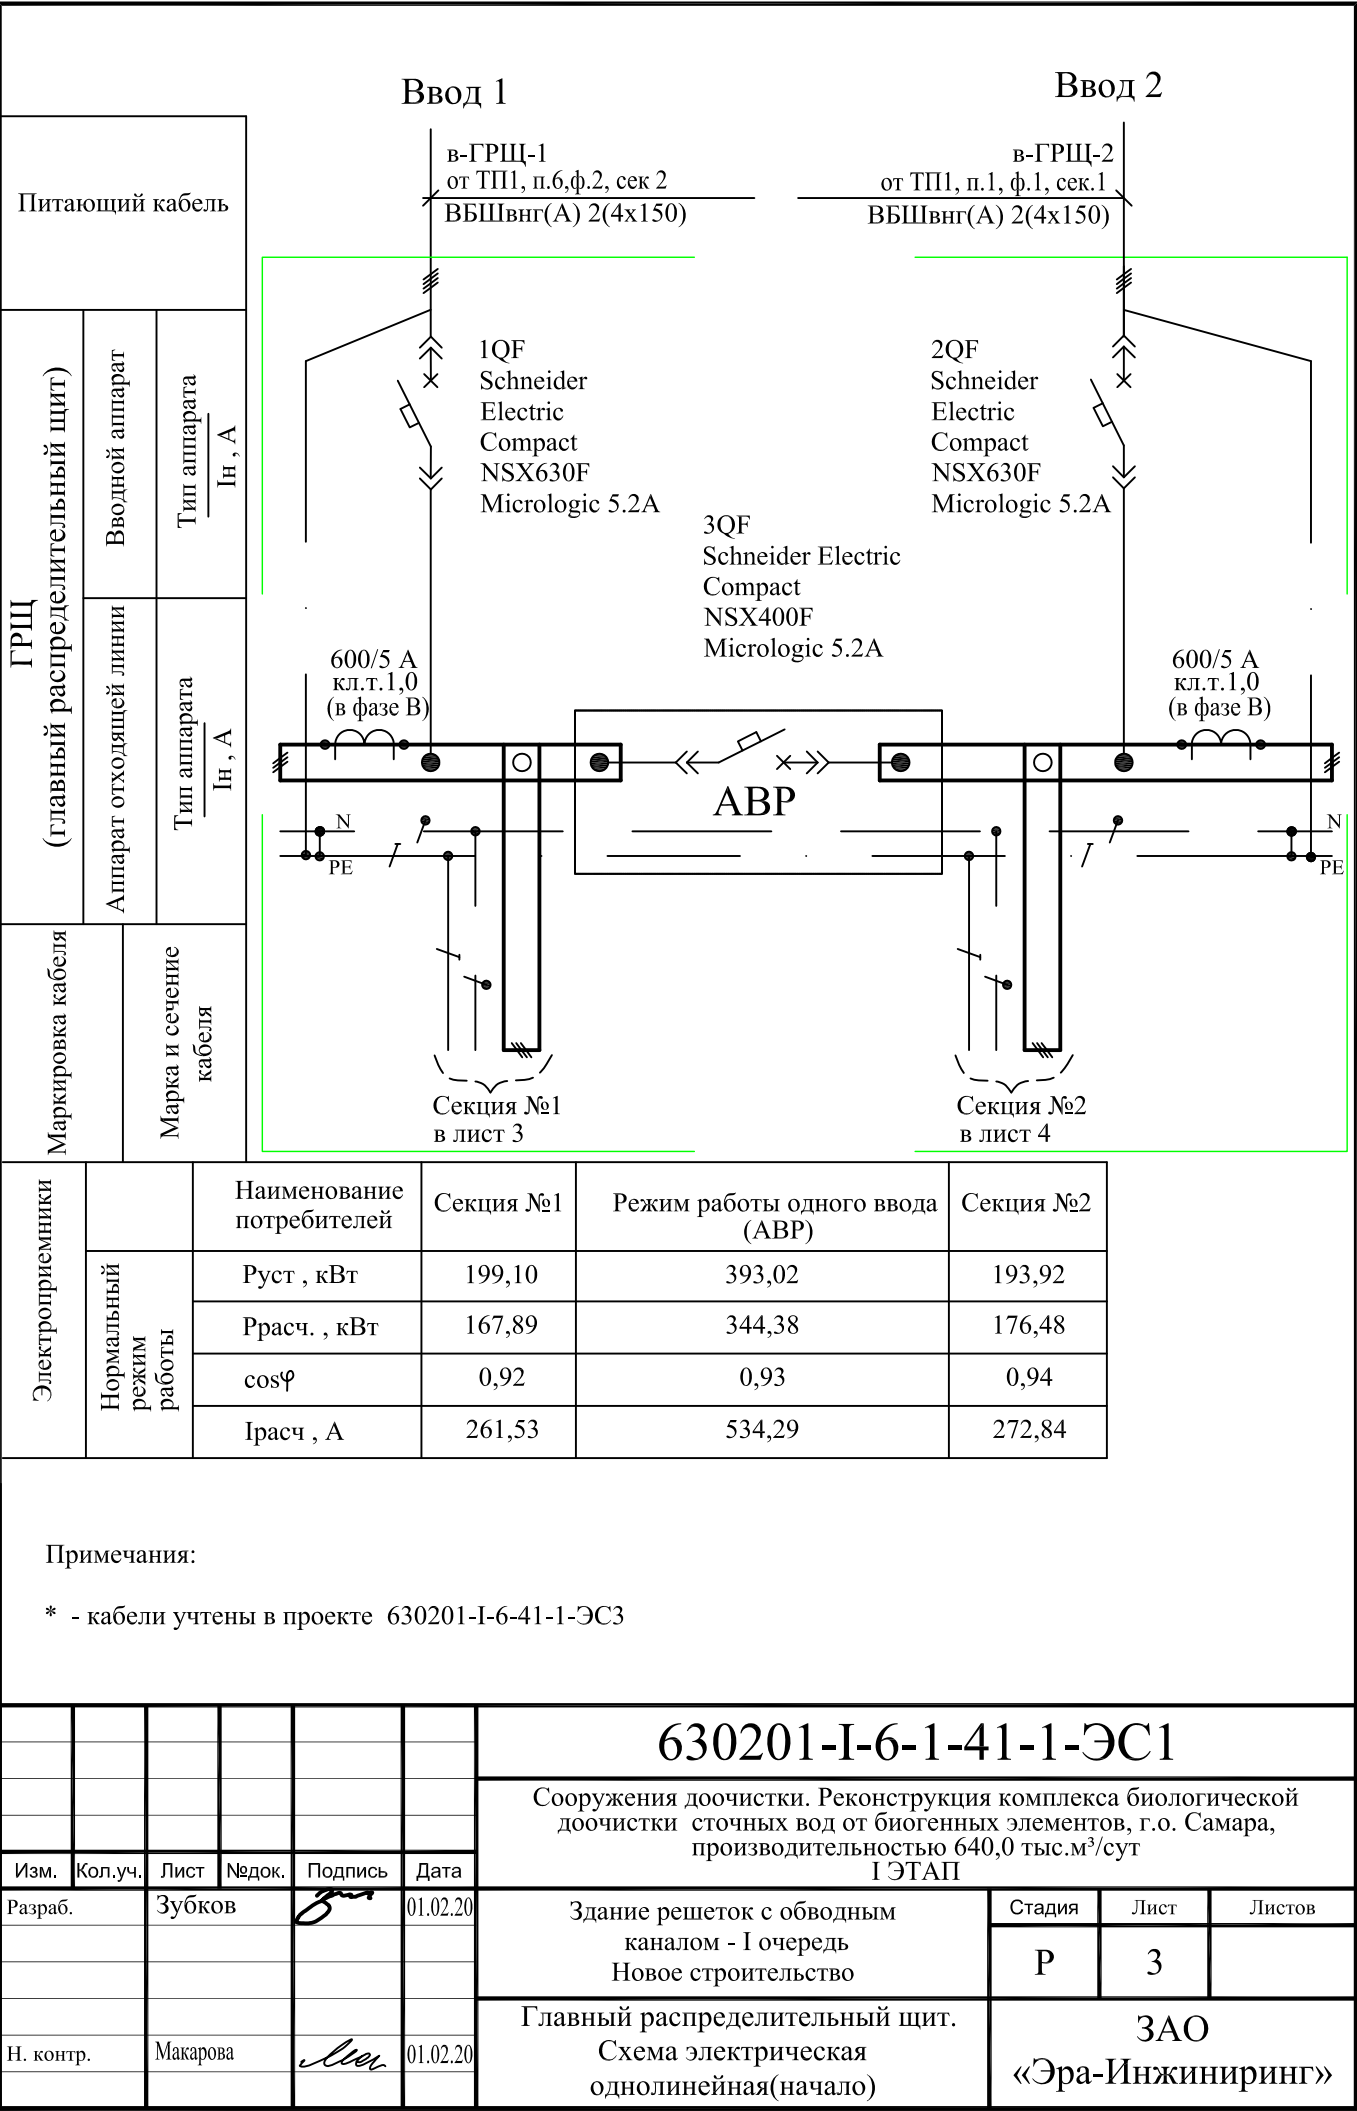 Ввод 1
Ввод 2
в-ГРЩ-1
от ТП1, п.6,ф.2, сек 2
ВБШвнг(А) 2(4х150)
в-ГРЩ-2
от ТП1, п.1, ф.1, сек.1
ВБШвнг(А) 2(4х150)
Питающий кабель
ГРЩ
(главный распределительный щит)
Вводной аппарат
Тип аппарата
Iн , А
Аппарат отходящей линии
Тип аппарата
Iн , А
Маркировка кабеля
Марка и сечение
кабеля
1QF
Schneider
Electric
Compact
NSX630F
Micrologic 5.2A
2QF
Schneider
Electric
Compact
NSX630F
Micrologic 5.2A
3QF
Schneider Electric
Compact
NSX400F
Micrologic 5.2A
600/5 А
кл.т.1,0
(в фазе В)
600/5 А
кл.т.1,0
(в фазе В)
АВР
N
PE
N
PE
Секция №1
в лист 3
Секция №2
в лист 4
Электроприемники
Нормальный
режим
работы
Наименование
потребителей
Секция №1
Режим работы одного ввода
(АВР)
Секция №2
Руст , кВт
199,10
393,02
193,92
Ррасч. , кВт
167,89
344,38
176,48
cosφ
0,92
0,93
0,94
Iрасч , А
261,53
534,29
272,84
Примечания:
* - кабели учтены в проекте 630201-I-6-41-1-ЭС3
630201-I-6-1-41-1-ЭС1
Сооружения доочистки. Реконструкция комплекса биологической
доочистки сточных вод от биогенных элементов, г.о. Самара,
производительностью 640,0 тыс.м³/сут
I ЭТАП
Изм.
Кол.уч.
Лист
№док.
Подпись
Дата
Разраб.
Зубков
01.02.20
Здание решеток с обводным
каналом - I очередь
Новое строительство
Стадия
Лист
Листов
Р
3
Н. контр.
Макарова
01.02.20
Главный распределительный щит.
Схема электрическая
однолинейная(начало)
ЗАО
«Эра-Инжиниринг»